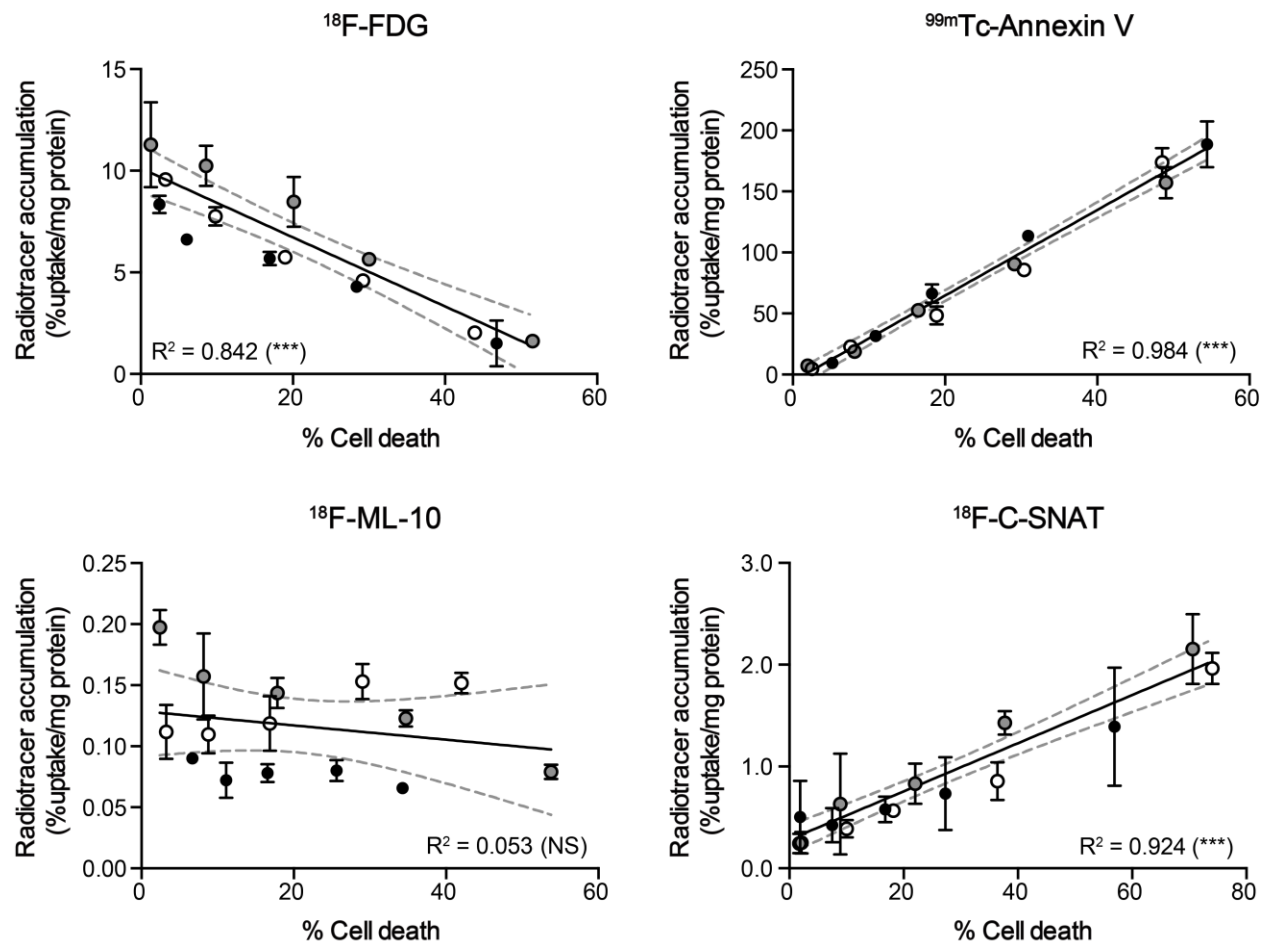 ¹⁸F-FDG
Radiotracer accumulation
(%uptake/mg protein)
15
10
5
0
R² = 0.842 (***)
0
20
40
60
% Cell death
⁹⁹ᵐTc-Annexin V
Radiotracer accumulation
(%uptake/mg protein)
250
200
150
100
50
0
R² = 0.984 (***)
0
20
40
60
% Cell death
¹⁸F-ML-10
Radiotracer accumulation
(%uptake/mg protein)
0.25
0.20
0.15
0.10
0.05
0.00
R² = 0.053 (NS)
0
20
40
60
% Cell death
¹⁸F-C-SNAT
Radiotracer accumulation
(%uptake/mg protein)
3.0
2.0
1.0
0.0
R² = 0.924 (***)
0
20
40
60
80
% Cell death